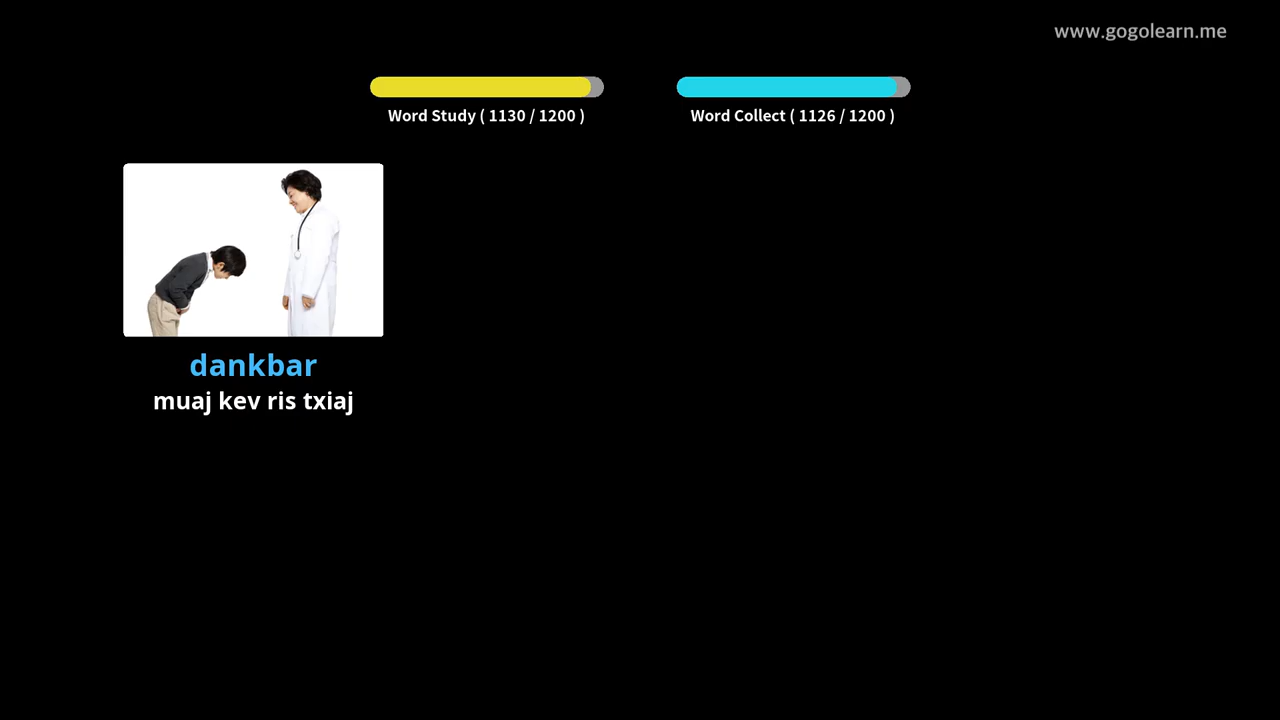 www.gogolearn.me
Word Study ( 1130 / 1200 )
Word Collect ( 1126 / 1200 )
dankbar
muaj kev ris txiaj